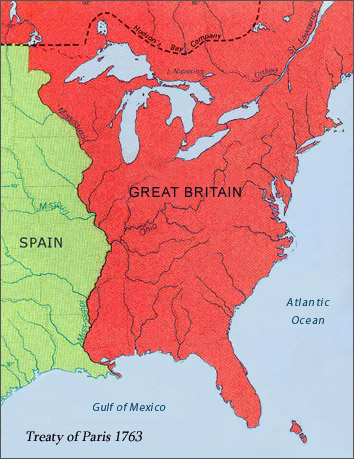 Hudson's Bay Company
St. Lawrence
L. Nipissing
Ottawa
Mississippi
GREAT BRITAIN
Missouri
Ohio
SPAIN
Mississippi
Atlantic
Ocean
Gulf of Mexico
Treaty of Paris 1763